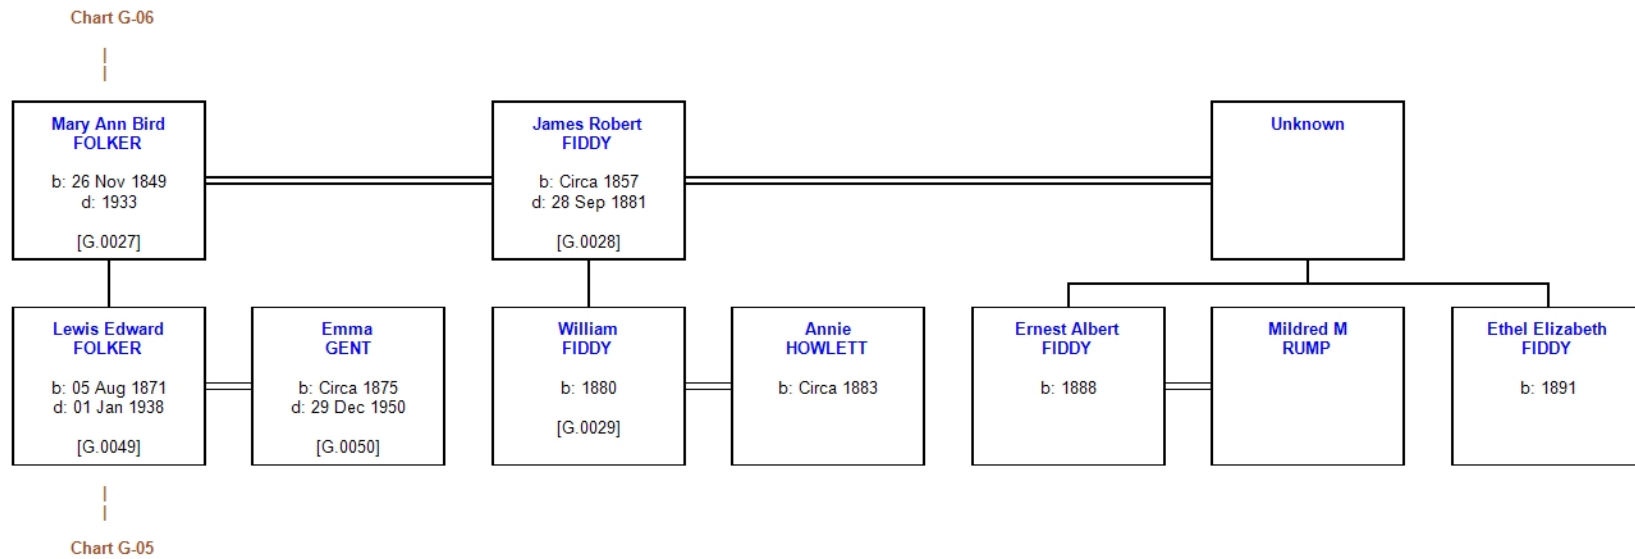 Chart G-06
Mary Ann Bird
FOLKER
b: 26 Nov 1849
d: 1933
[G.0027]
James Robert
FIDDY
b: Circa 1857
d: 28 Sep 1881
[G.0028]
Unknown
Lewis Edward
FOLKER
b: 05 Aug 1871
d: 01 Jan 1938
[G.0049]
Emma
GENT
b: Circa 1875
d: 29 Dec 1950
[G.0050]
William
FIDDY
b: 1880
[G.0029]
Annie
HOWLETT
b: Circa 1883
Ernest Albert
FIDDY
b: 1888
Mildred M
RUMP
Ethel Elizabeth
FIDDY
b: 1891
Chart G-05